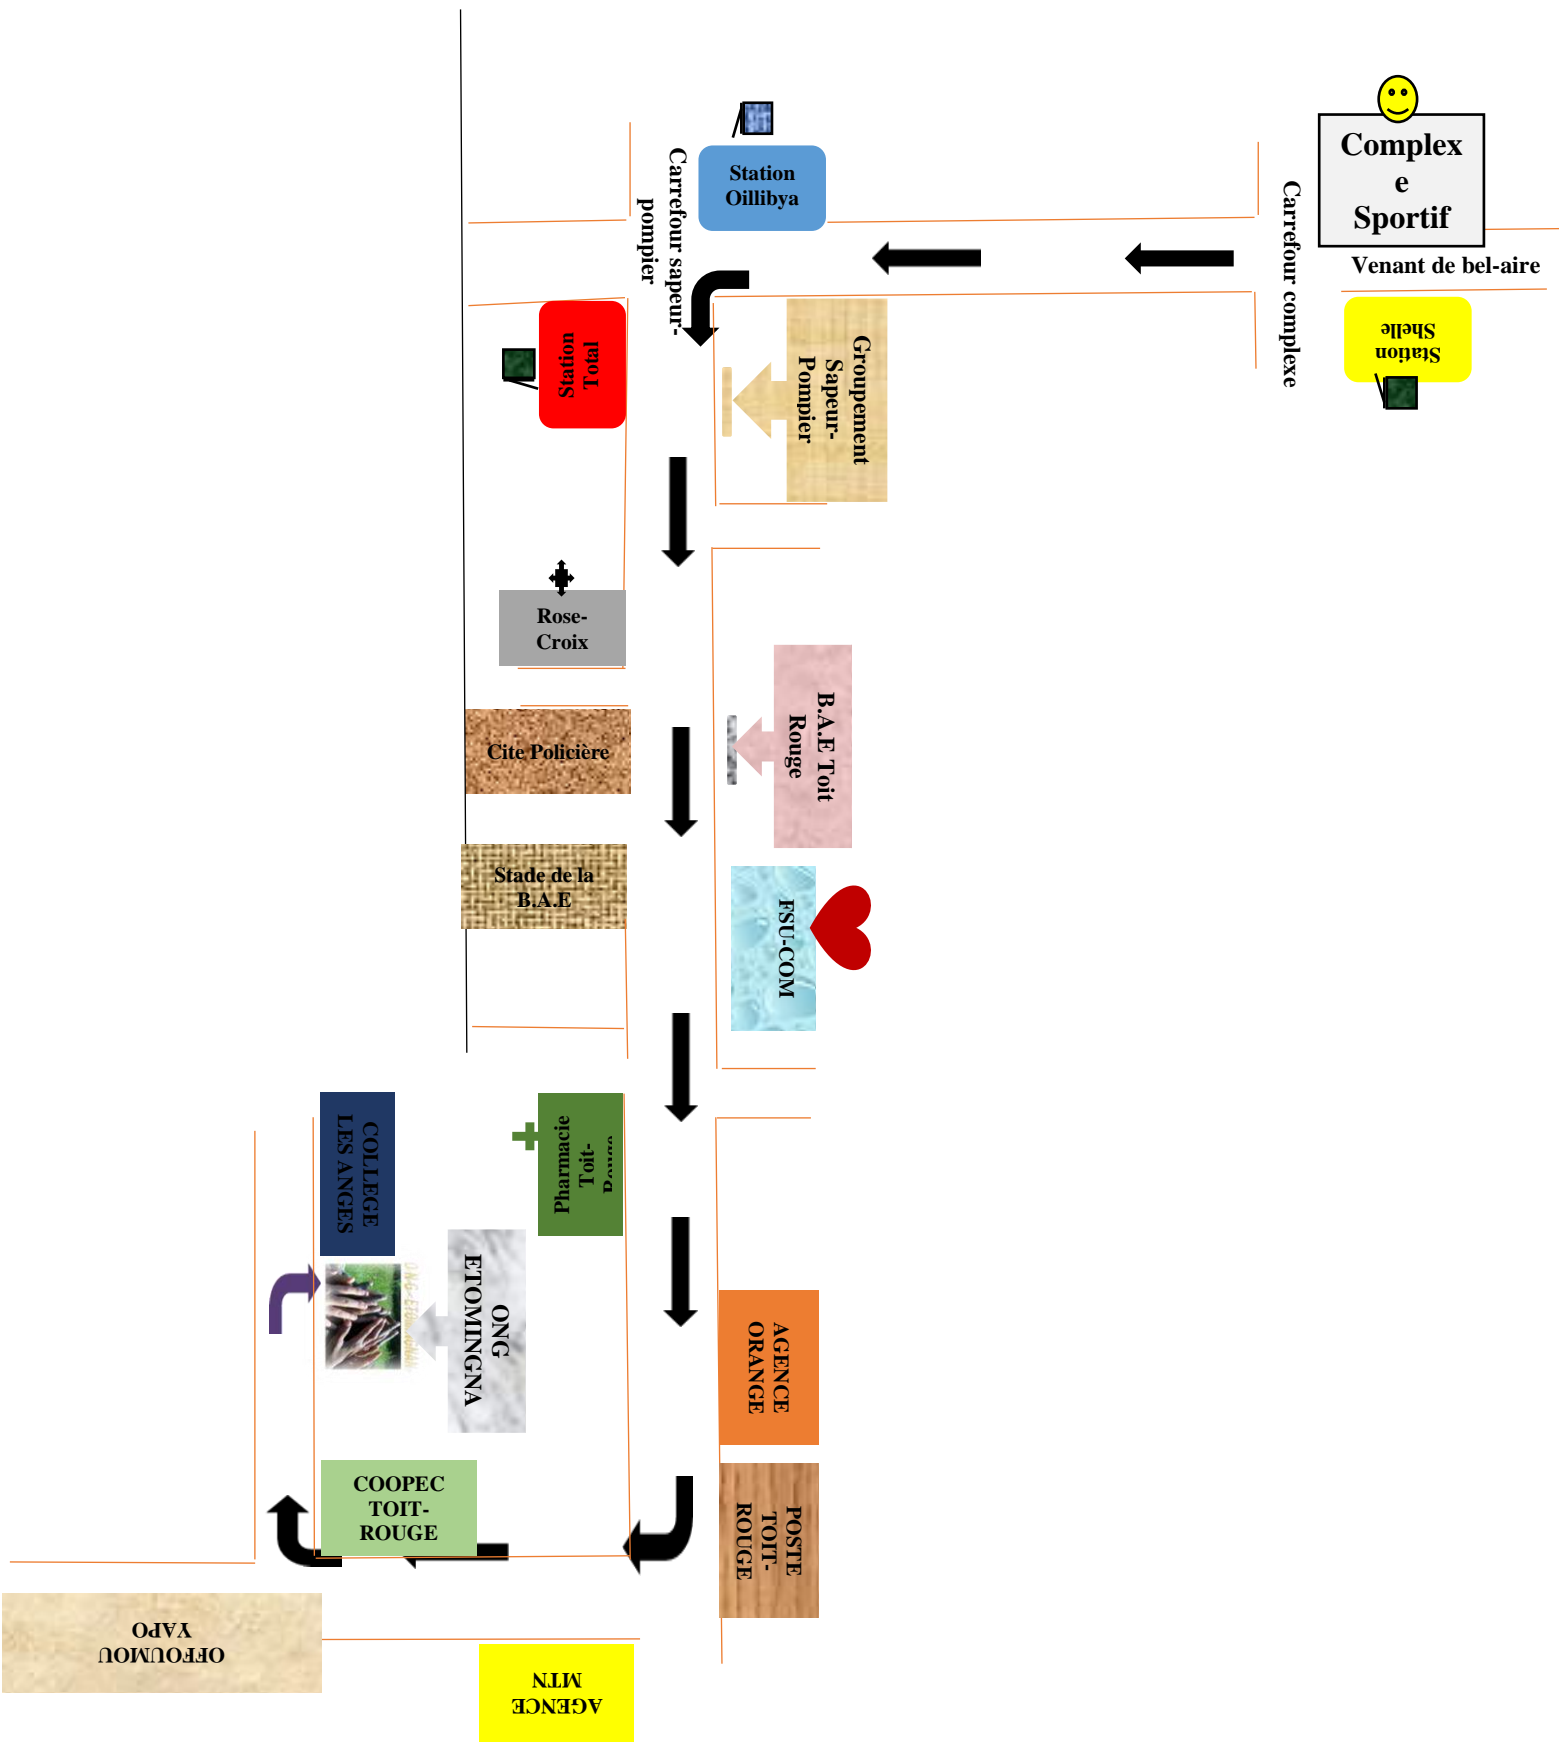 Complex
e
Sportif
Venant de bel-aire
Station
Shelle
Carrefour complexe
Station
Oillibya
Carrefour sapeur-
pompier
Station
Total
Groupement
Sapeur-
Pompier
Rose-
Croix
B.A.E Toit
Rouge
Cite Policière
Stade de la
B.A.E
FSU-COM
Pharmacie
Toit-
COLLEGE
LES ANGES
ONG
ETOMINGNA
AGENCE
ORANGE
POSTE
TOIT-
ROUGE
COOPEC
TOIT-
ROUGE
OFFOUMOU
YAPO
AGENCE
MTN